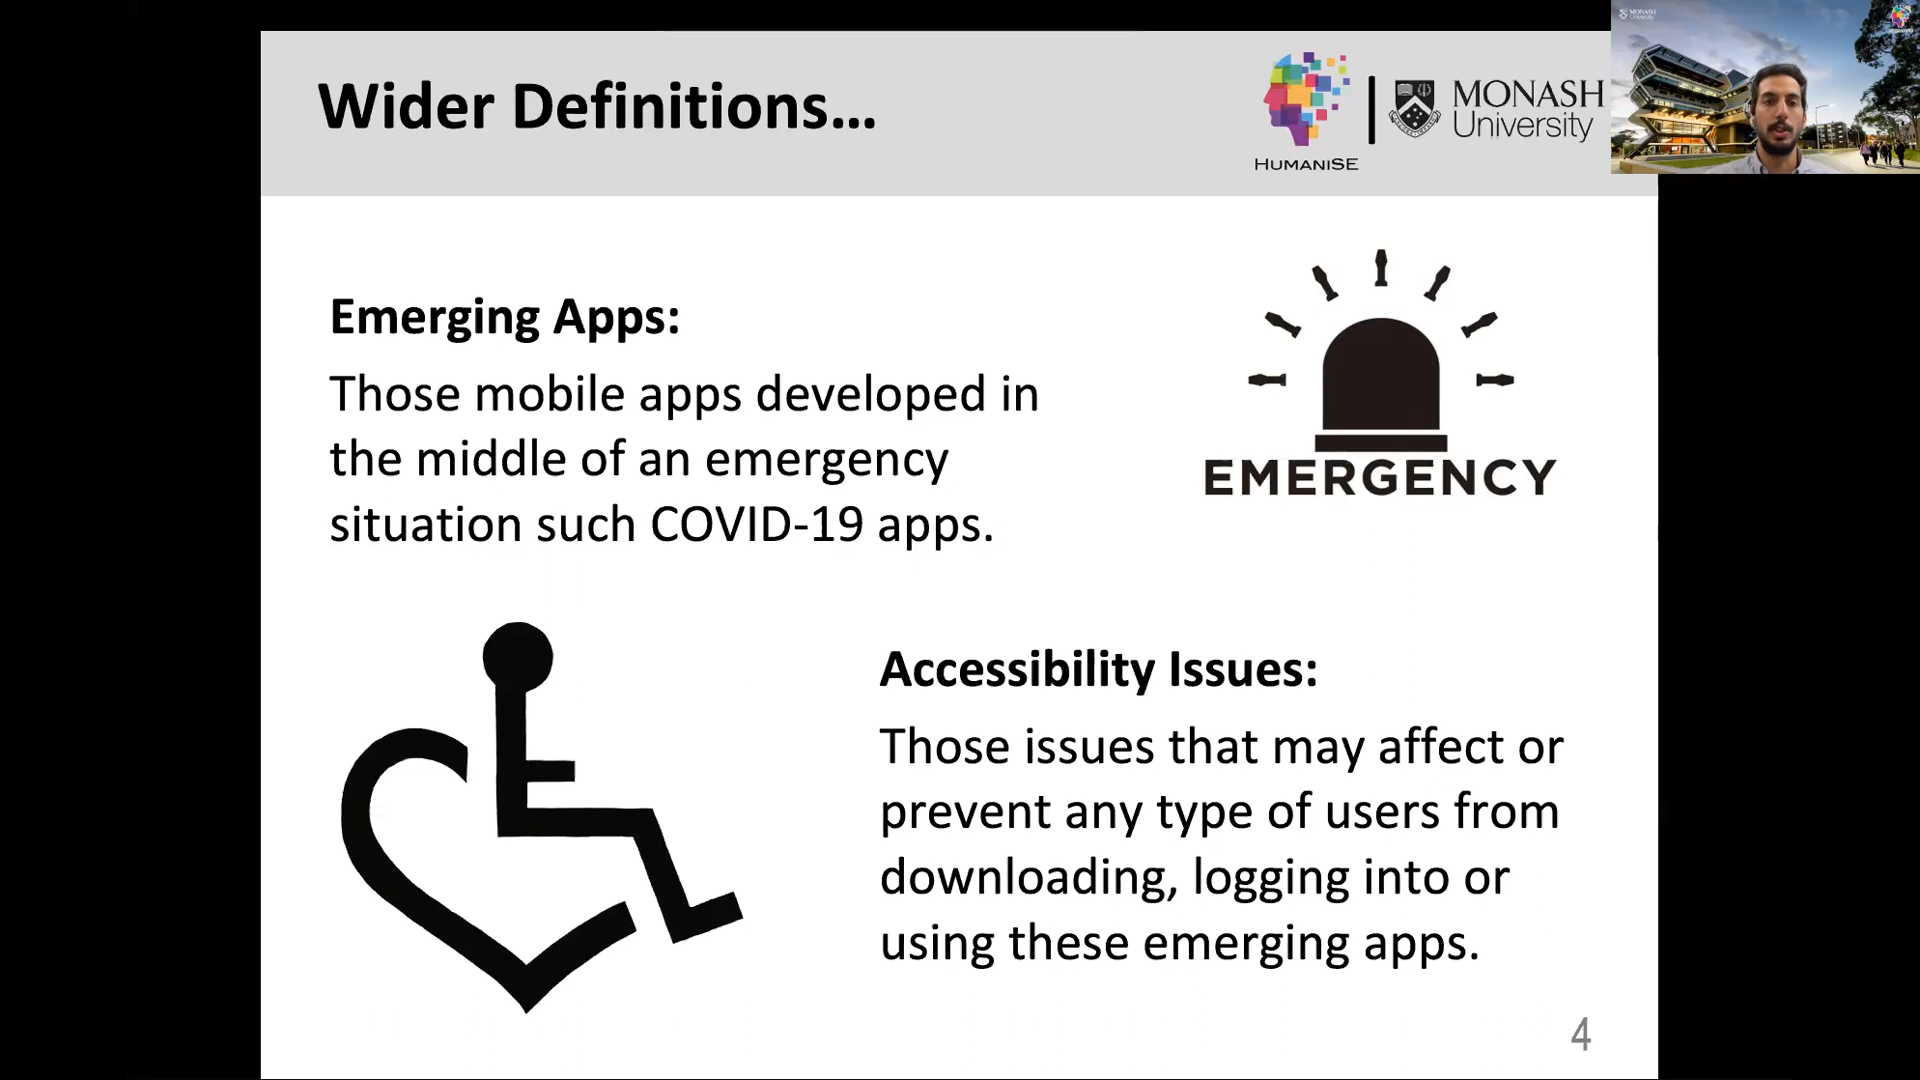 Wider Definitions...
HUMANISE
MONASH
University
MONASH
University
Emerging Apps:
Those mobile apps developed in
the middle of an emergency
situation such COVID-19 apps.
EMERGENCY
Accessibility Issues:
Those issues that may affect or
prevent any type of users from
downloading, logging into or
using these emerging apps.
4